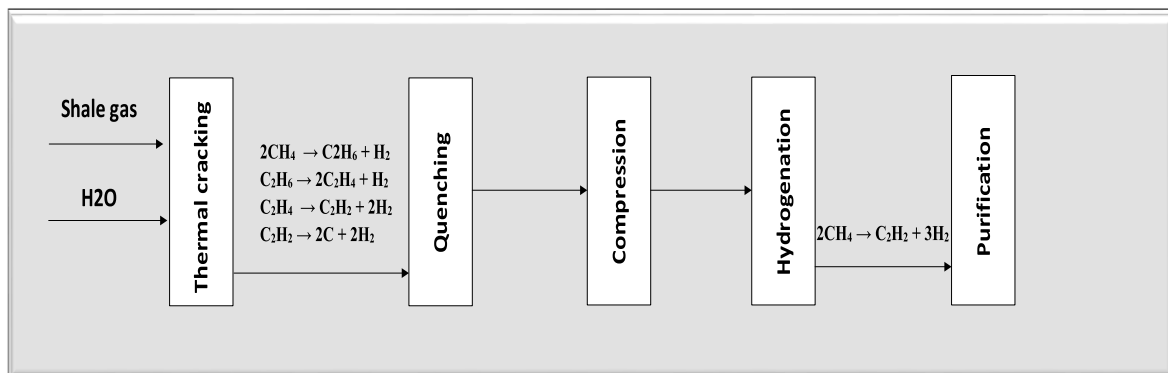 Shale gas
H2O
Thermal cracking
2CH₄ → C2H₆ + H₂
C₂H₆ → 2C₂H₄ + H₂
C₂H₄ → C₂H₂ + 2H₂
C₂H₂ → 2C + 2H₂
Quenching
Compression
Hydrogenation
2CH₄ → C₂H₂ + 3H₂
Purification